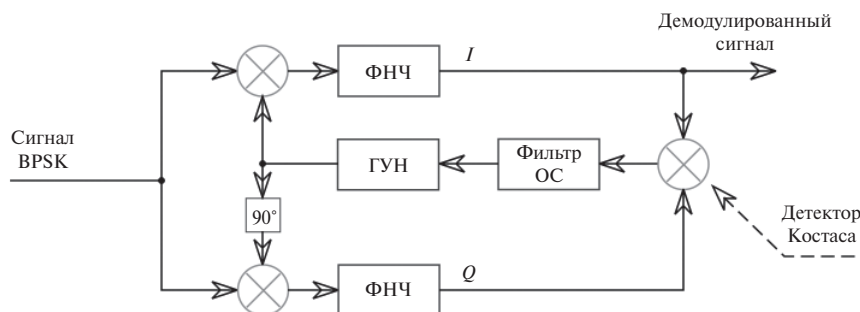 Демодулированный
сигнал
ФНЧ
I
Сигнал
BPSK
ГУН
Фильтр
ОС
90°
Детектор
Костаса
ФНЧ
Q